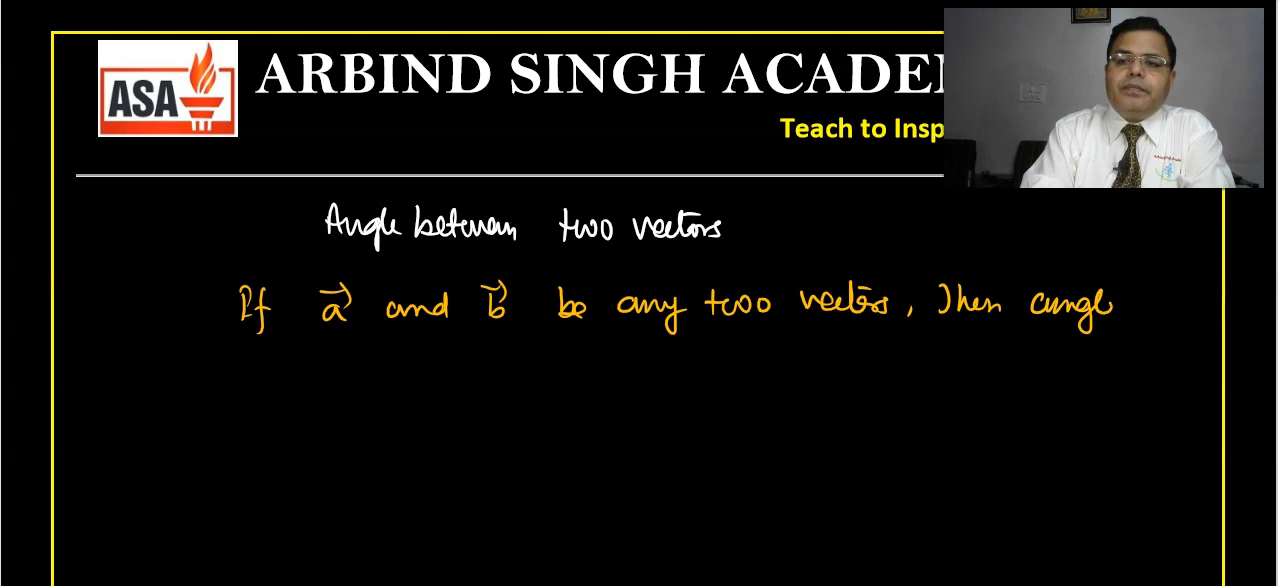 ASA
ARBIND SINGH ACADE
Teach to Insp
Angle between two vectors
If a⃗ and b⃗ be any two vectors, Then angle